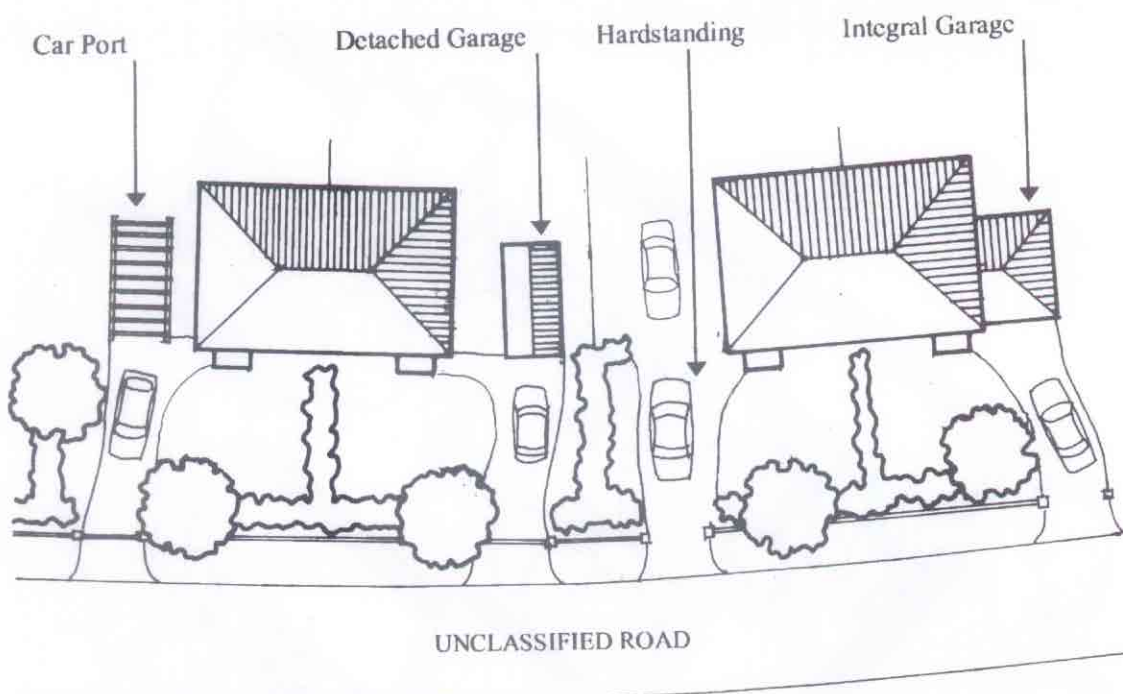 Car Port
Detached Garage
Hardstanding
Integral Garage
UNCLASSIFIED ROAD